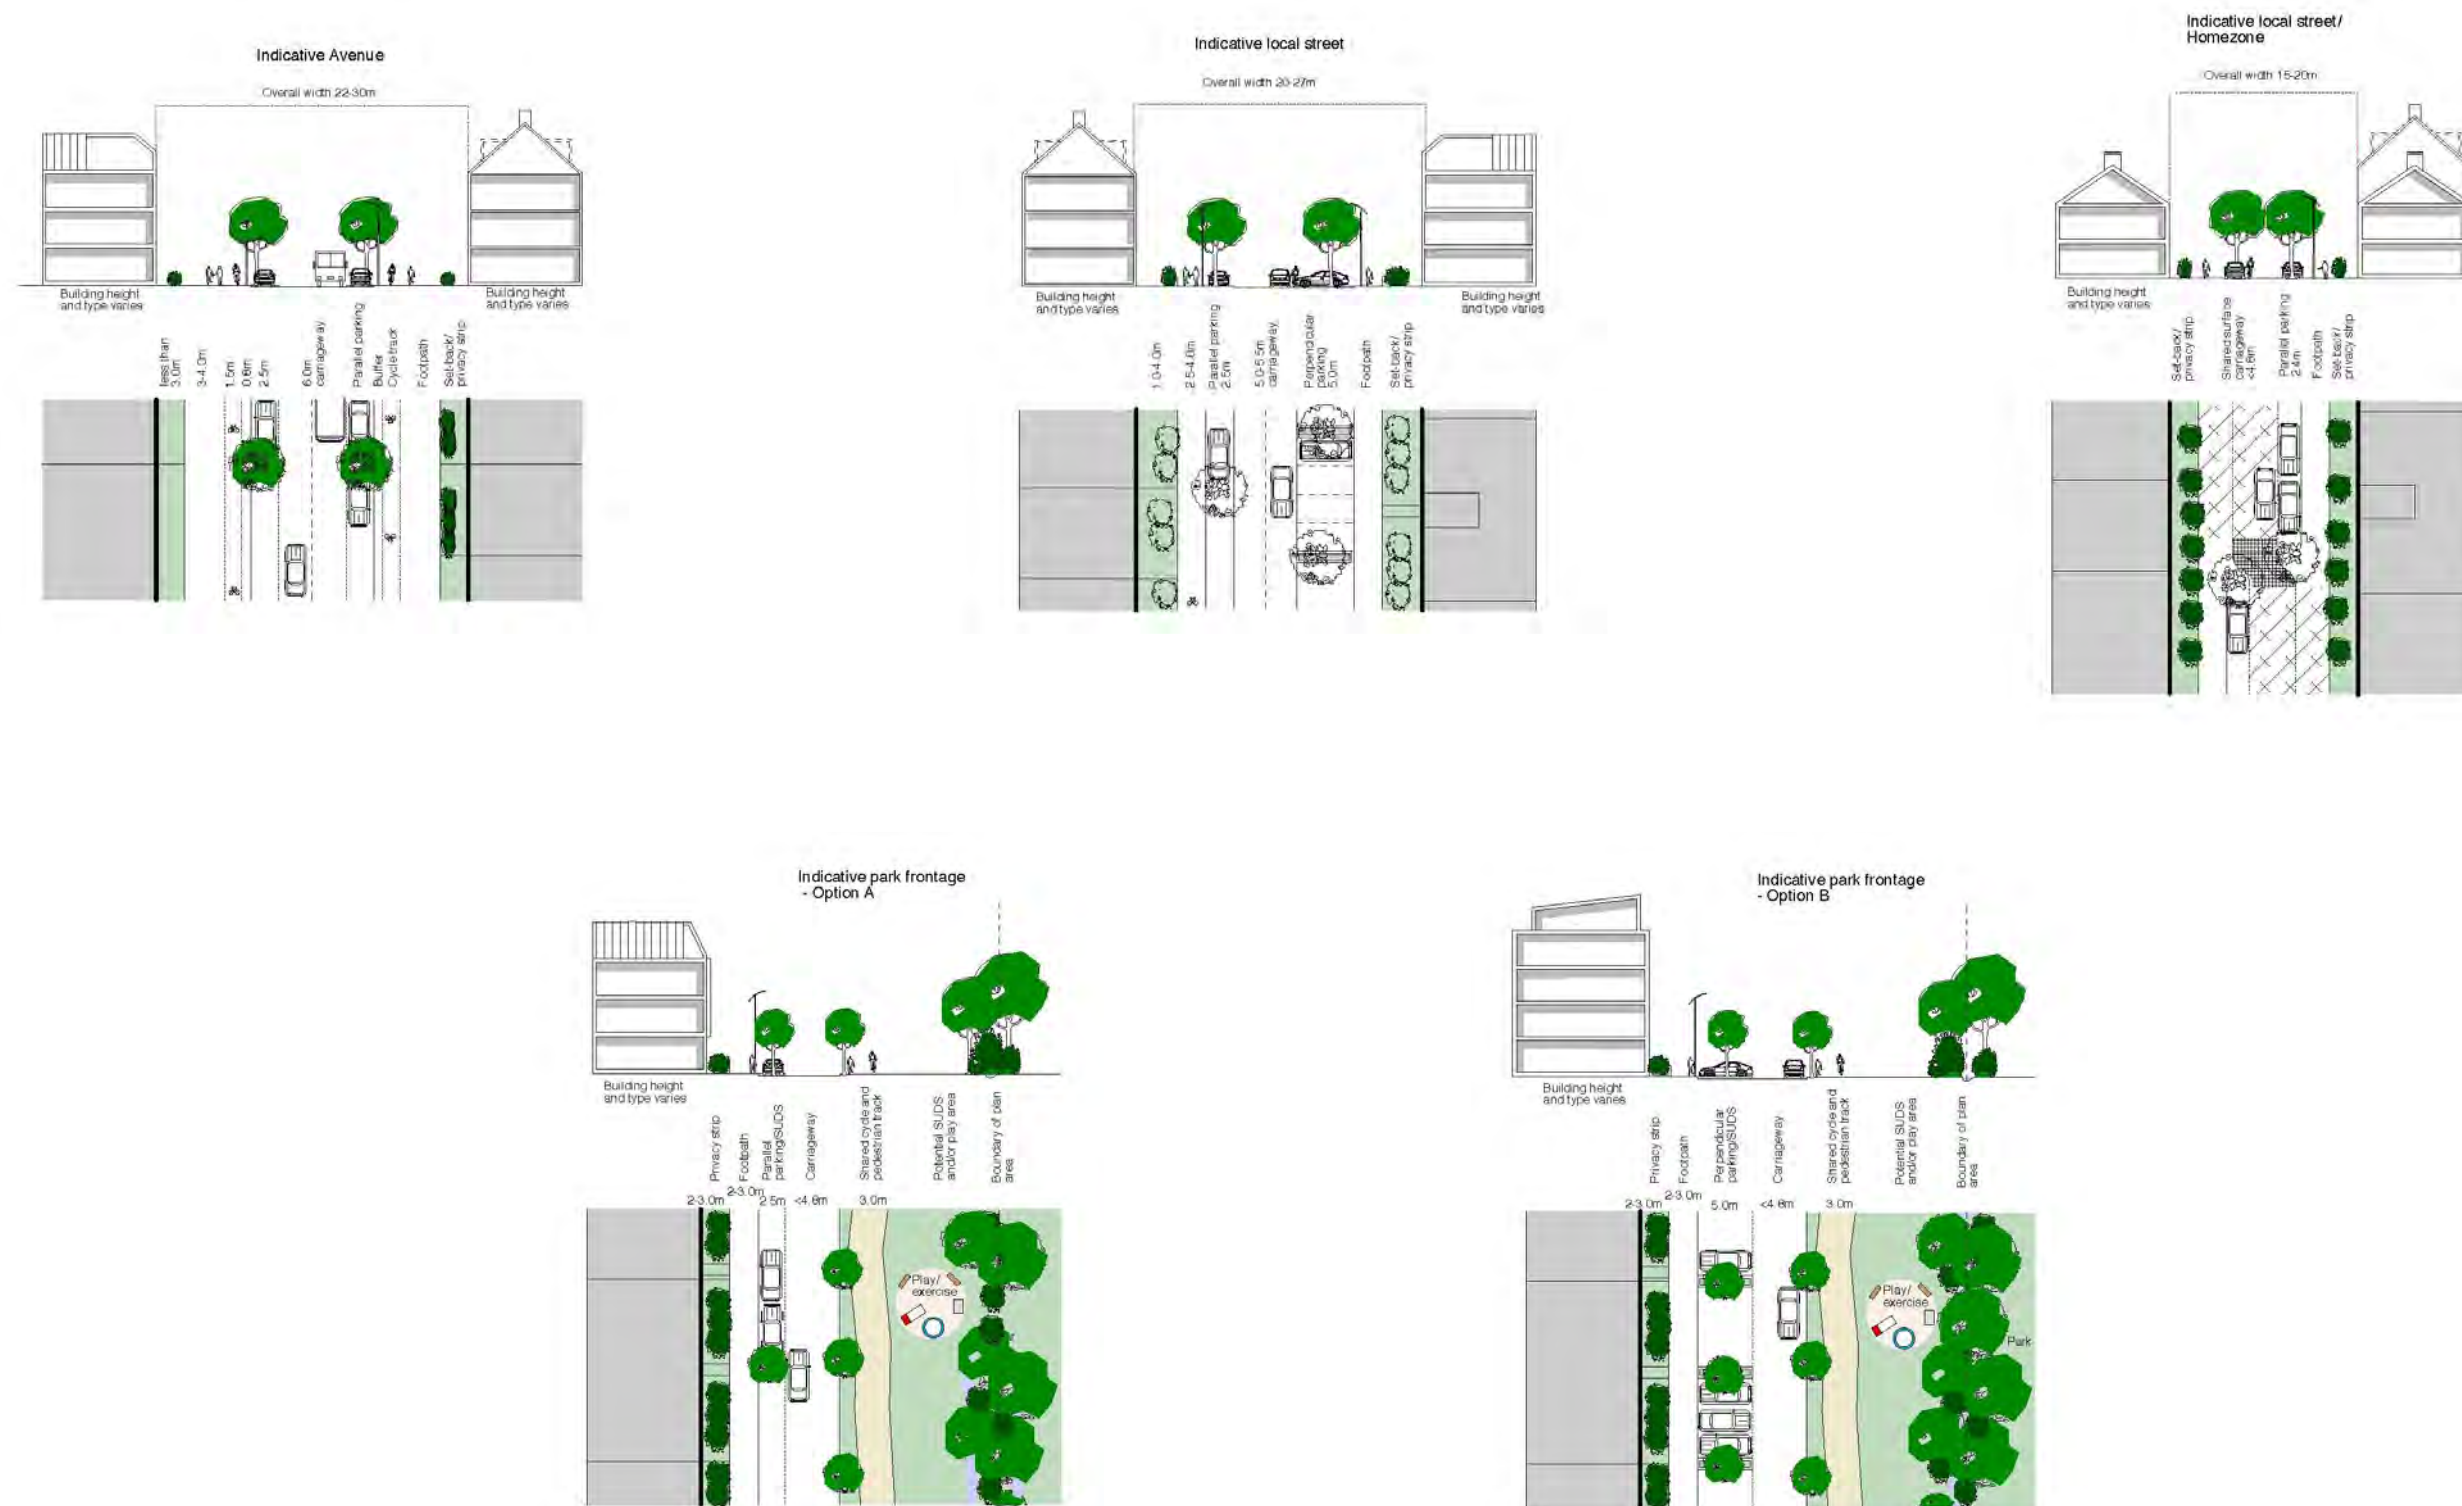 Indicative Avenue
Overall width 22-30m
Building height
and type varies
Building height
and type varies
less than
3.0m
3-4.0m
1.5m
0.6m
2.5m
6.0m
carriageway
Parallel parking
Buffer
Cycle track
Footpath
Set-back/
privacy strip
Indicative local street
Overall width 20-27m
Building height
and type varies
Building height
and type varies
1.0-4.0m
Parallel parking
2.5m
5.0-5.5m
carriageway
Perpendicular
parking
5.0m
Footpath
Set-back/
privacy strip
Indicative local street/
Homezone
Overall width 15-20m
Building height
and type varies
Set-back/
privacy strip
Shared surface
carriageway
Parallel parking
2.4m
Footpath
Set-back/
privacy strip
Indicative park frontage
- Option A
Building height
and type varies
Privacy strip
Footpath
Parallel
parking/SUDS
Carriageway
Shared cycle and
pedestrian track
Potential SUDS
and/or play area
Boundary of plan
area
2-3.0m
2-3.0m
2.5m
3.0m
Play/
exercise
Indicative park frontage
- Option B
Building height
and type varies
Privacy strip
Footpath
Perpendicular
parking/SUDS
Carriageway
Shared cycle and
pedestrian track
Potential SUDS
and/or play area
Boundary of plan
area
2-3.0m
2-3.0m
5.0m
3.0m
Play/
exercise
Park